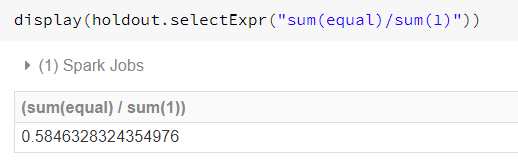 display(holdout.selectExpr("sum(equal)/sum(1)"))
(1) Spark Jobs
(sum(equal) / sum(1))
0.5846328324354976